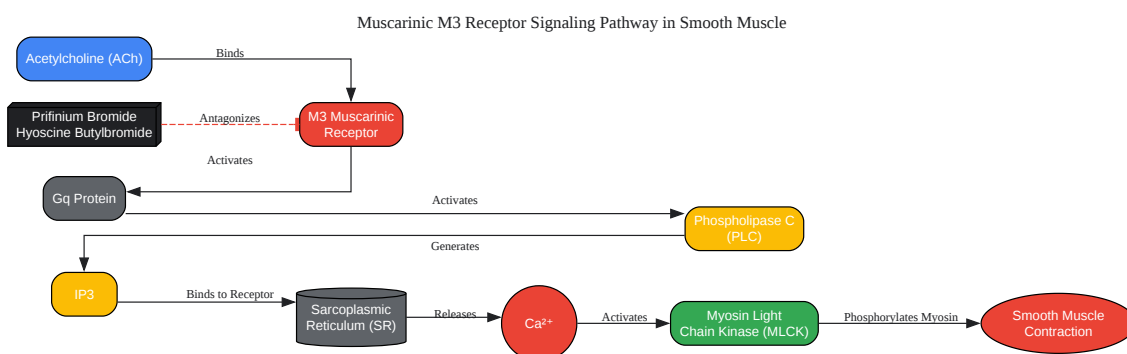 Muscarinic M3 Receptor Signaling Pathway in Smooth Muscle
Acetylcholine (ACh)
Binds
Prifinium Bromide
Hyoscine Butylbromide
Antagonizes
M3 Muscarinic
Receptor
Activates
Gq Protein
Activates
Phospholipase C
(PLC)
Generates
IP3
Binds to Receptor
Sarcoplasmic
Reticulum (SR)
Releases
Ca²⁺
Activates
Myosin Light
Chain Kinase (MLCK)
Phosphorylates Myosin
Smooth Muscle
Contraction